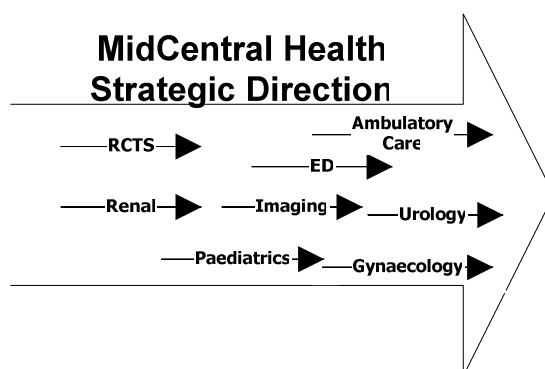 MidCentral Health
Strategic Direction
Ambulatory
Care
RCTS
ED
Renal
Imaging
Urology
Paediatrics
Gynaecology